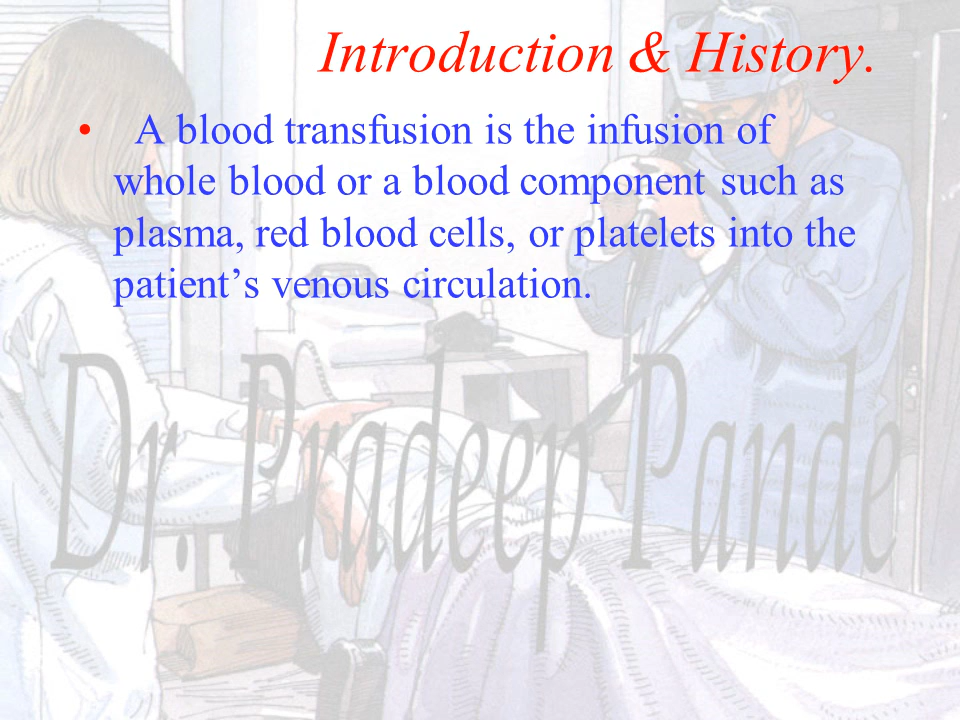 Introduction & History.
• A blood transfusion is the infusion of
whole blood or a blood component such as
plasma, red blood cells, or platelets into the
patient’s venous circulation.
Dr. Pradeep Pande